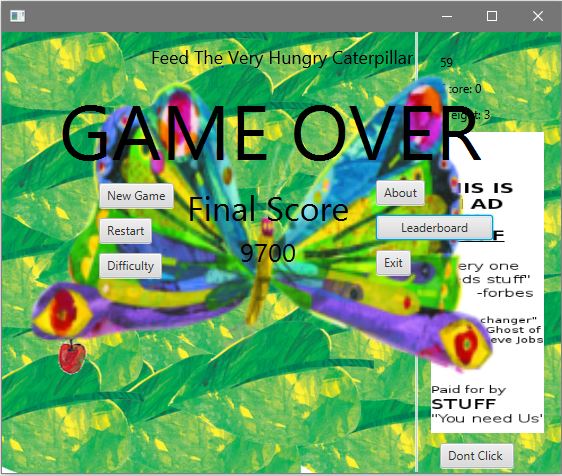 Feed The Very Hungry Caterpillar
59
GAME OVER
New Game
Restart
Difficulty
Final Score
9700
About
Leaderboard
Exit
ore: 0
eight: 3
IS IS
AD
ery one
ds stuff"
-forbes
changer"
Ghost of
eve Jobs
Paid for by
STUFF
"You need Us'
Dont Click